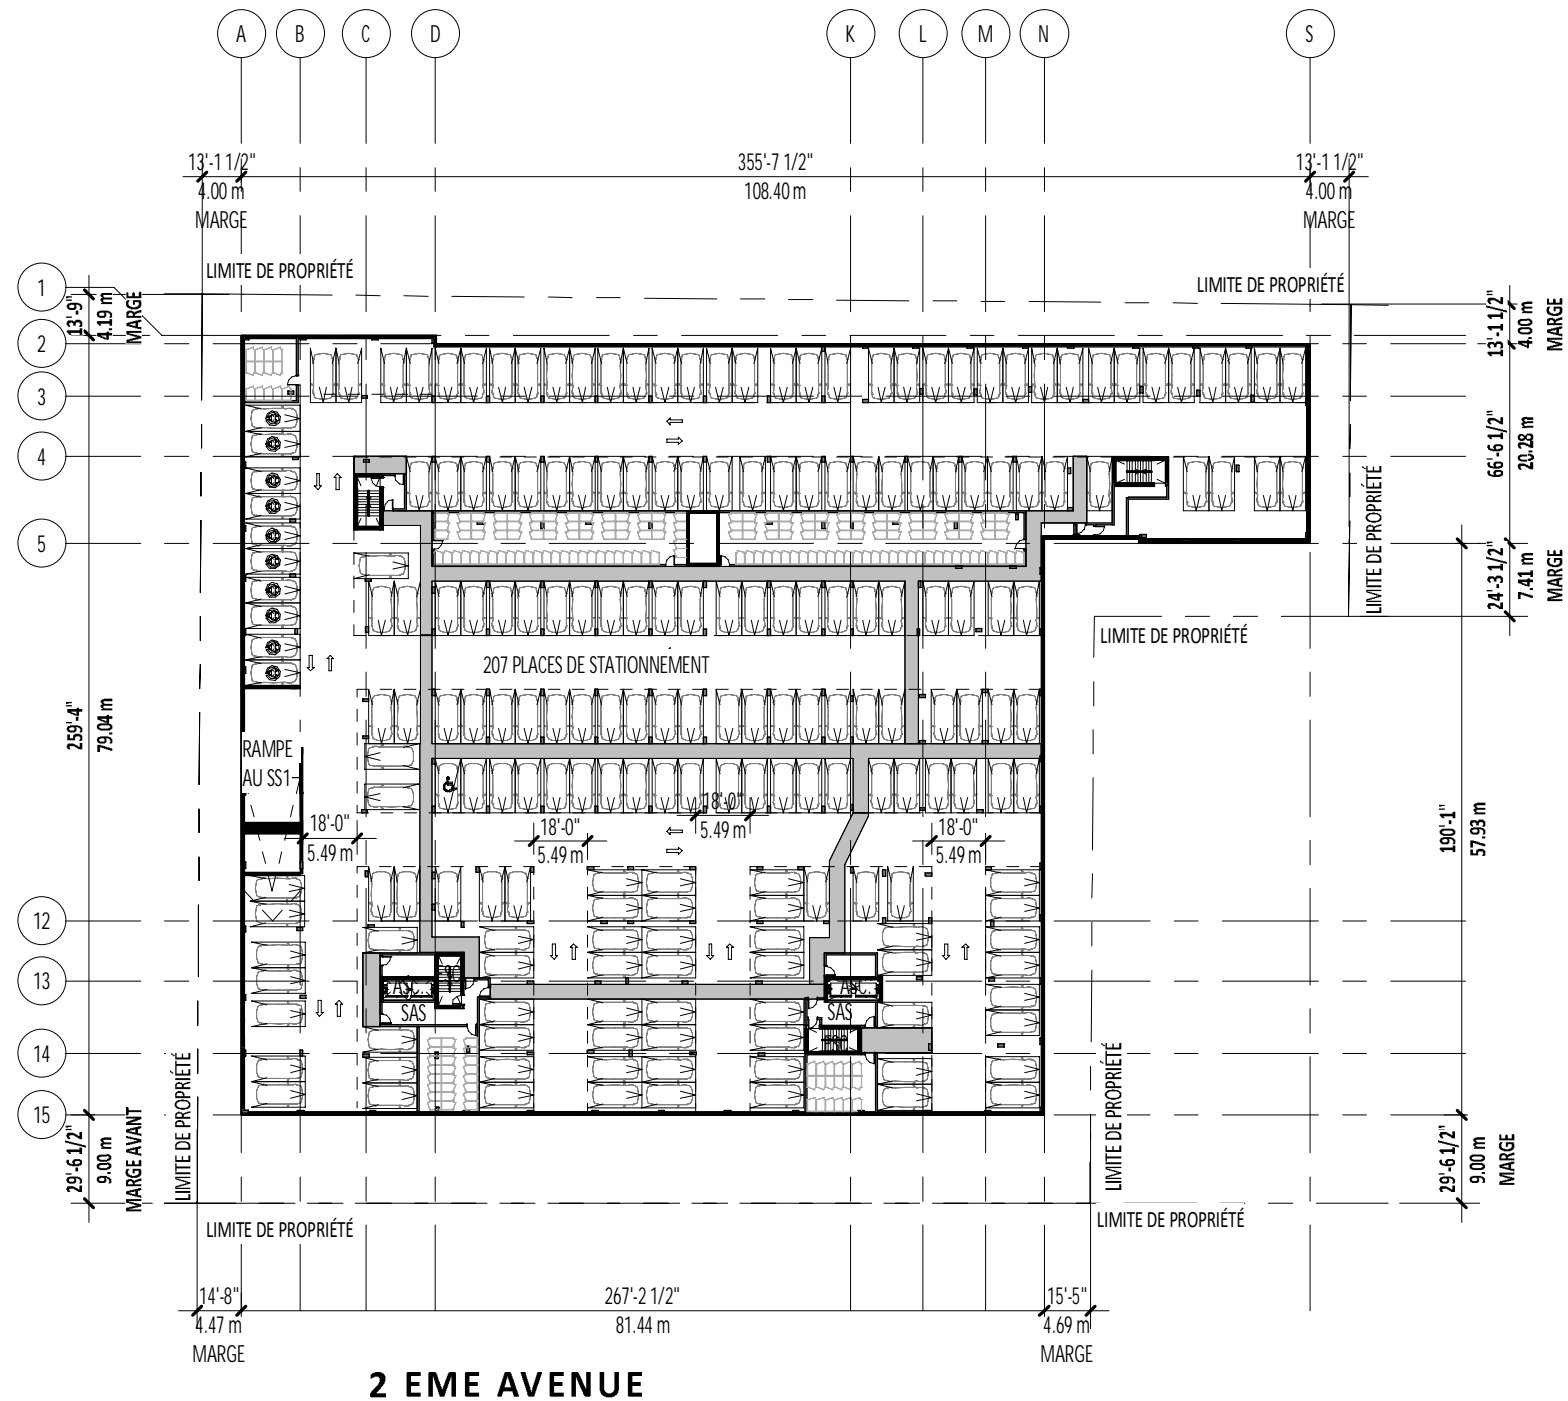 A B C D K L M N S
13'-1 1/2" 355'-7 1/2" 13'-1 1/2"
4.00 m 108.40 m 4.00 m
MARGE MARGE
LIMITE DE PROPRIÉTÉ
LIMITE DE PROPRIÉTÉ
1
13'-9"
4.19 m
MARGE
13'-1 1/2"
4.00 m
MARGE
2
3
4
66'-6 1/2"
20.28 m
LIMITE DE PROPRIÉTÉ
5
24'-3 1/2"
7.41 m
MARGE
LIMITE DE PROPRIÉTÉ
207 PLACES DE STATIONNEMENT
259'-4"
79.04 m
RAMPE
AU SS1
18'-0"
5.49 m
18'-0"
5.49 m
18'-0"
5.49 m
18'-0"
5.49 m
190'-1"
57.93 m
12
13
ASC.
SAS
ASC.
SAS
14
15
LIMITE DE PROPRIÉTÉ
LIMITE DE PROPRIÉTÉ
29'-6 1/2"
9.00 m
MARGE AVANT
29'-6 1/2"
9.00 m
MARGE
LIMITE DE PROPRIÉTÉ
LIMITE DE PROPRIÉTÉ
14'-8" 267'-2 1/2" 15'-5"
4.47 m 81.44 m 4.69 m
MARGE MARGE
2 EME AVENUE